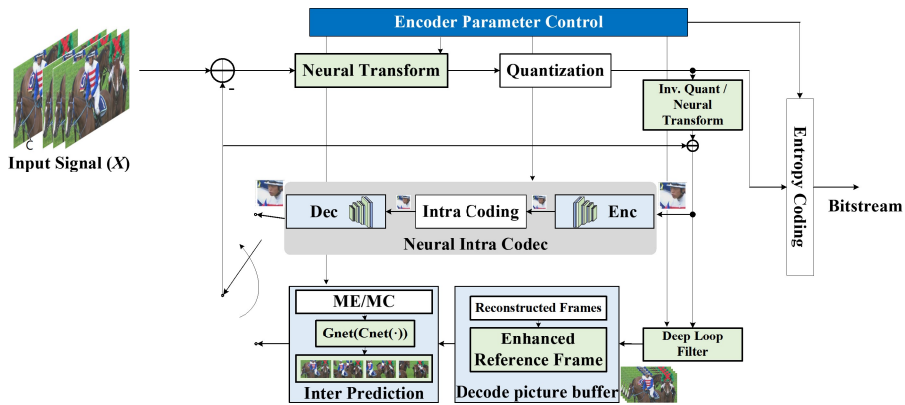 Encoder Parameter Control
Neural Transform
Quantization
-
Inv. Quant /
Neural
Transform
Input Signal (X)
Entropy Coding
Bitstream
Dec
Intra Coding
Enc
Neural Intra Codec
ME/MC
Gnet(Cnet(·))
Inter Prediction
Reconstructed Frames
Enhanced
Reference Frame
Decode picture buffer
Deep Loop
Filter